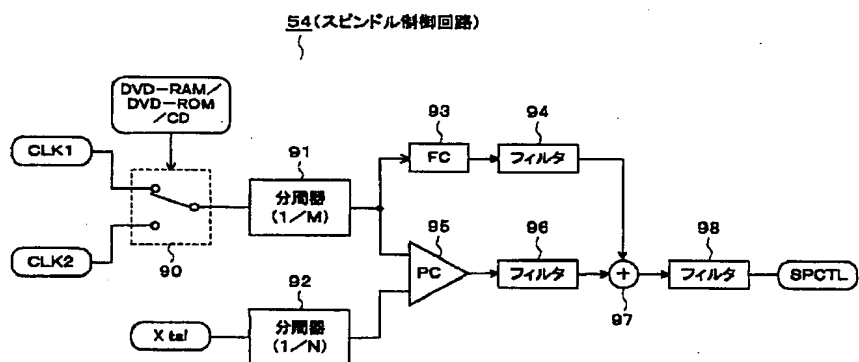 54(スピンドル制御回路)
DVD-RAM/
DVD-ROM
/CD
CLK1
CLK2
90
91
分周器
(1/M)
92
X tal
分周器
(1/N)
93
FC
94
フィルタ
95
PC
96
フィルタ
97
+
98
フィルタ
SPCTL